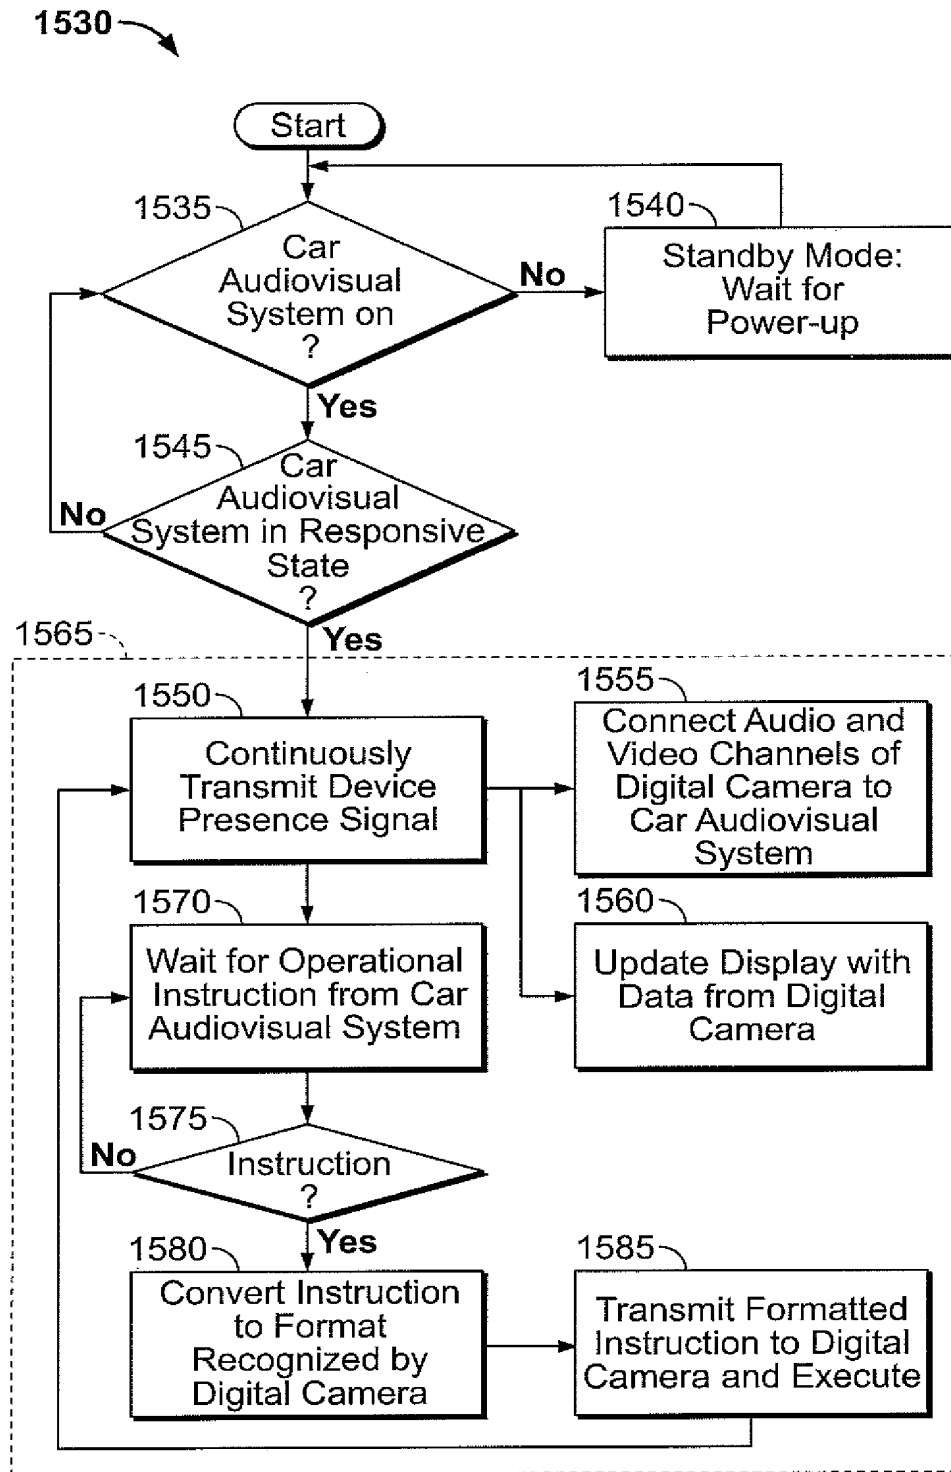 1530
Start
1535
Car
Audiovisual
System on
?
No
1540
Standby Mode:
Wait for
Power-up
Yes
1545
Car
Audiovisual
System in Responsive
State
?
No
Yes
1565
1550
Continuously
Transmit Device
Presence Signal
1555
Connect Audio and
Video Channels of
Digital Camera to
Car Audiovisual
System
1570
Wait for Operational
Instruction from Car
Audiovisual System
1560
Update Display with
Data from Digital
Camera
1575
Instruction
?
No
Yes
1580
Convert Instruction
to Format
Recognized by
Digital Camera
1585
Transmit Formatted
Instruction to Digital
Camera and Execute